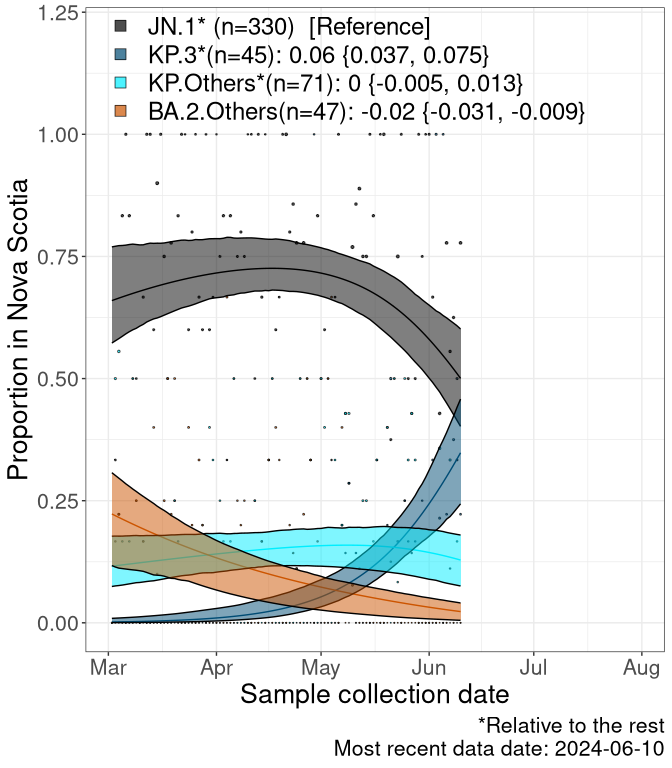 1.25
JN.1* (n=330)  [Reference]
KP.3*(n=45): 0.06 {0.037, 0.075}
KP.Others*(n=71): 0 {-0.005, 0.013}
BA.2.Others(n=47): -0.02 {-0.031, -0.009}
1.00
0.75
0.50
0.25
0.00
Proportion in Nova Scotia
Mar Apr May Jun Jul Aug
Sample collection date
*Relative to the rest
Most recent data date: 2024-06-10